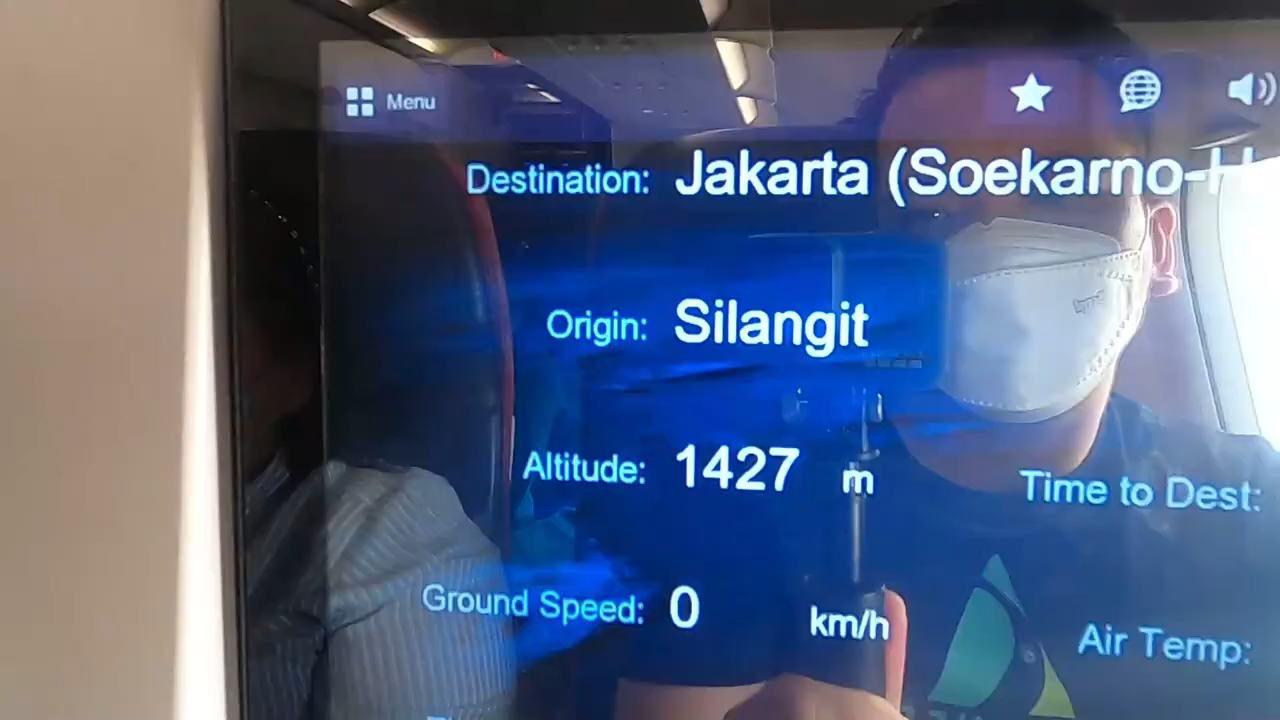 Menu
Destination: Jakarta (Soekarno-H
Origin: Silangit
Altitude: 1427 m
Time to Dest:
Ground Speed: 0 km/h
Air Temp: